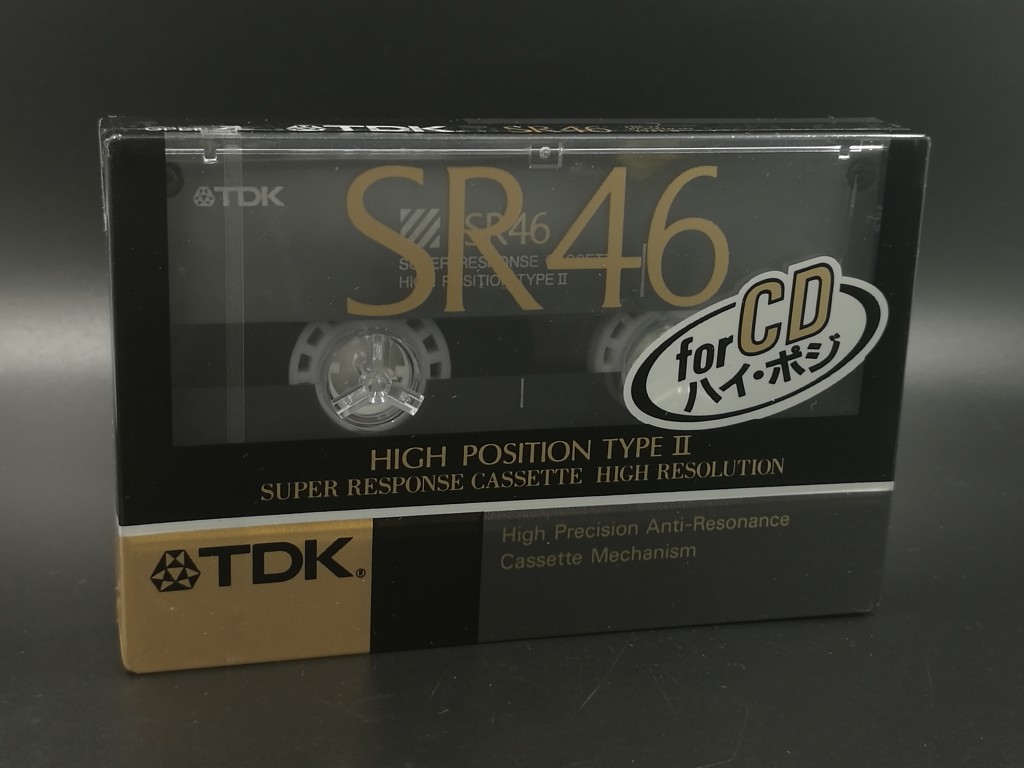 TDK SR46
TDK
SR46
SR46
SUPER RESPONSE CASSETTE
HIGH POSITION TYPE II
for CD
ハイ・ポジ
HIGH POSITION TYPE II
SUPER RESPONSE CASSETTE HIGH RESOLUTION
TDK®
High Precision Anti-Resonance
Cassette Mechanism